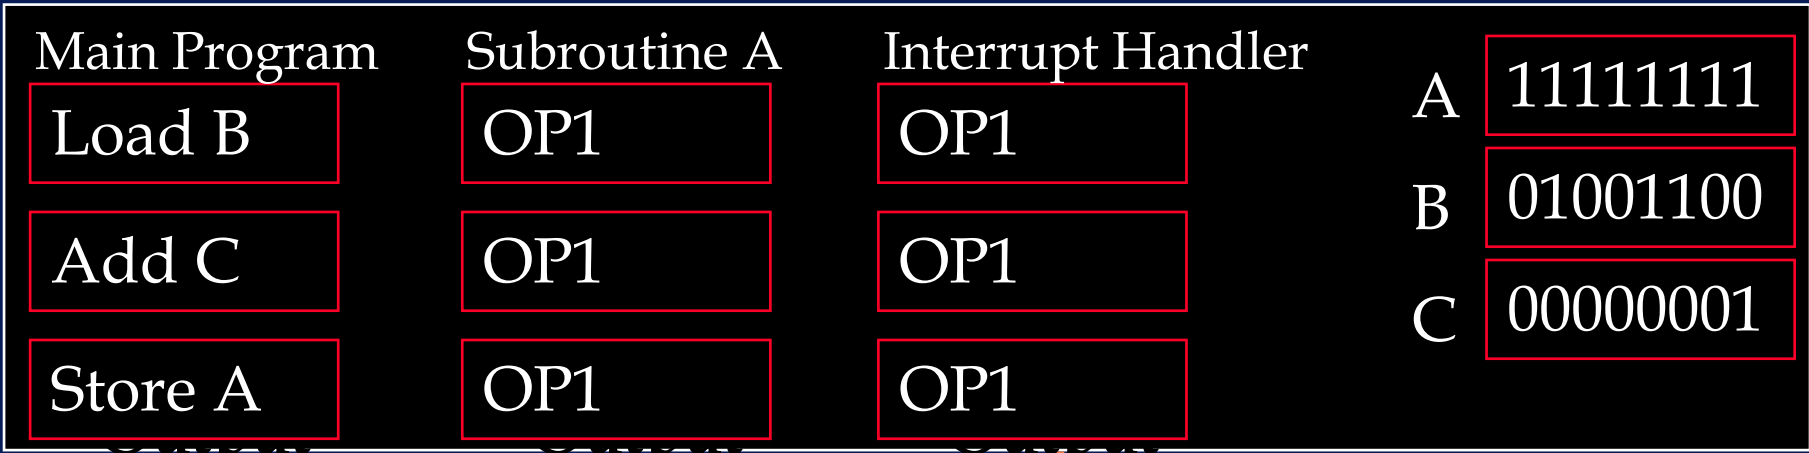 Main Program
Load B
Add C
Store A
Subroutine A
OP1
OP1
OP1
Interrupt Handler
OP1
OP1
OP1
A 11111111
B 01001100
C 00000001